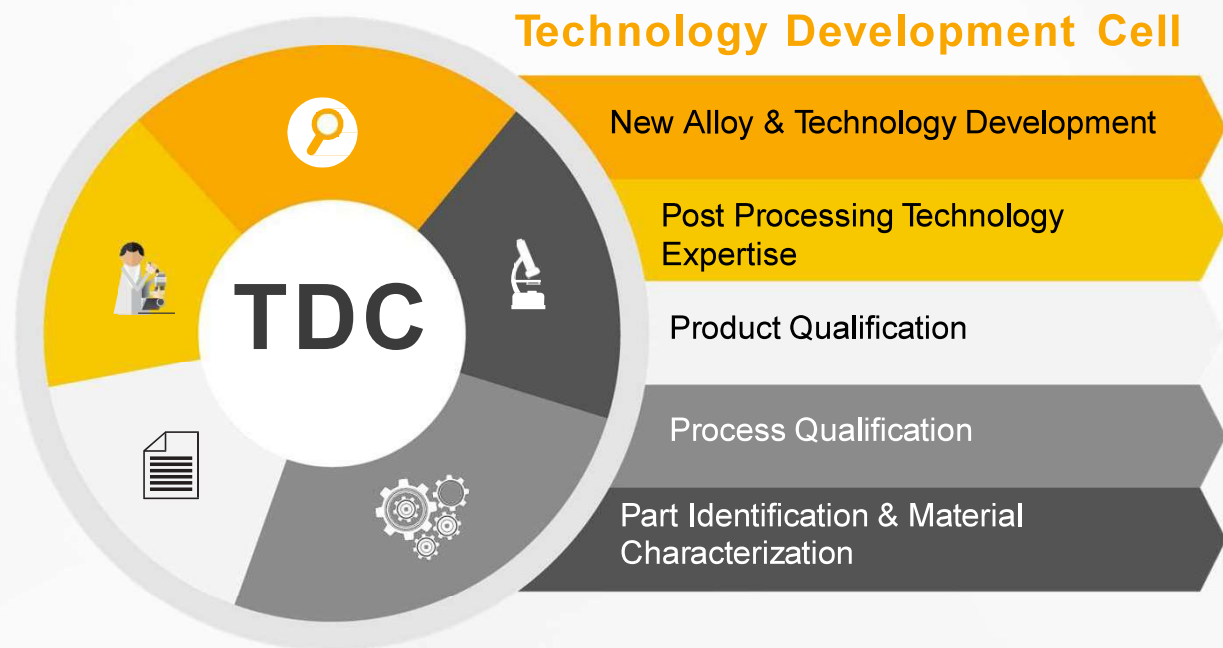 Technology Development Cell
New Alloy & Technology Development
Post Processing Technology
Expertise
TDC
Product Qualification
Process Qualification
Part Identification & Material
Characterization